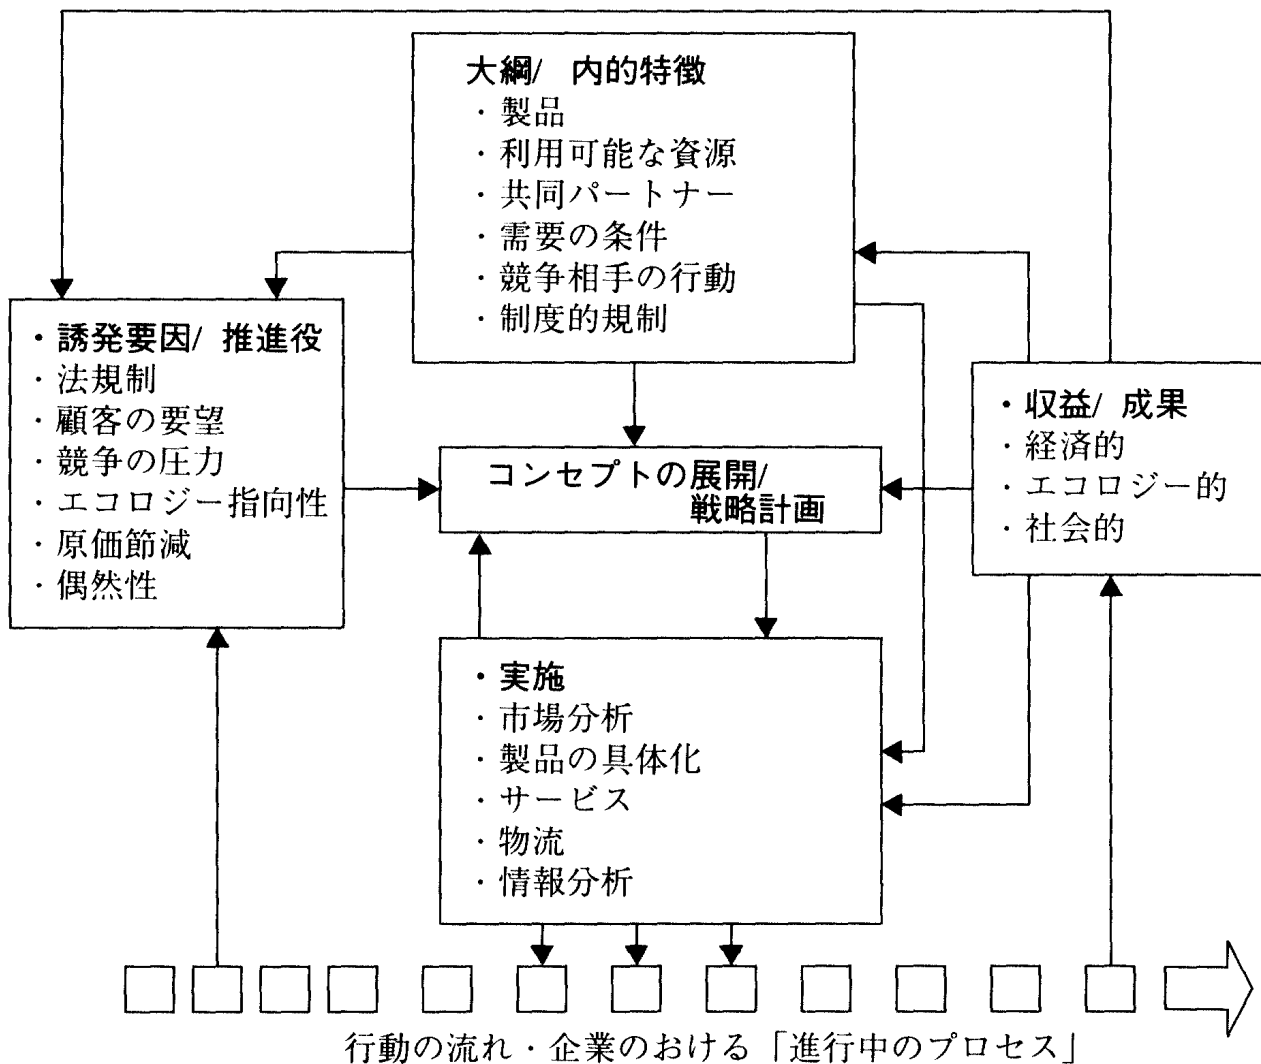 大綱/ 内的特徴
・製品
・利用可能な資源
・共同パートナー
・需要の条件
・競争相手の行動
・制度的規制
・誘発要因/ 推進役
・法規制
・顧客の要望
・競争の圧力
・エコロジー指向性
・原価節減
・偶然性
コンセプトの展開/
戦略計画
・収益/ 成果
・経済的
・エコロジー的
・社会的
・実施
・市場分析
・製品の具体化
・サービス
・物流
・情報分析
行動の流れ・企業のおける「進行中のプロセス」